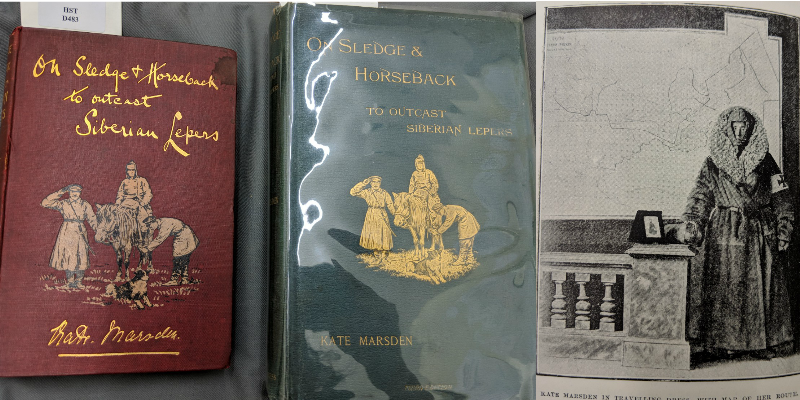 HST
D483
On Sledge & Horseback
to outcast
Siberian Lepers
Kate Marsden
ON SLEDGE &
HORSEBACK
TO OUTCAST
SIBERIAN LEPERS
KATE MARSDEN
KATE MARSDEN IN TRAVELLING DRESS, WITH MAP OF HER ROUTE.